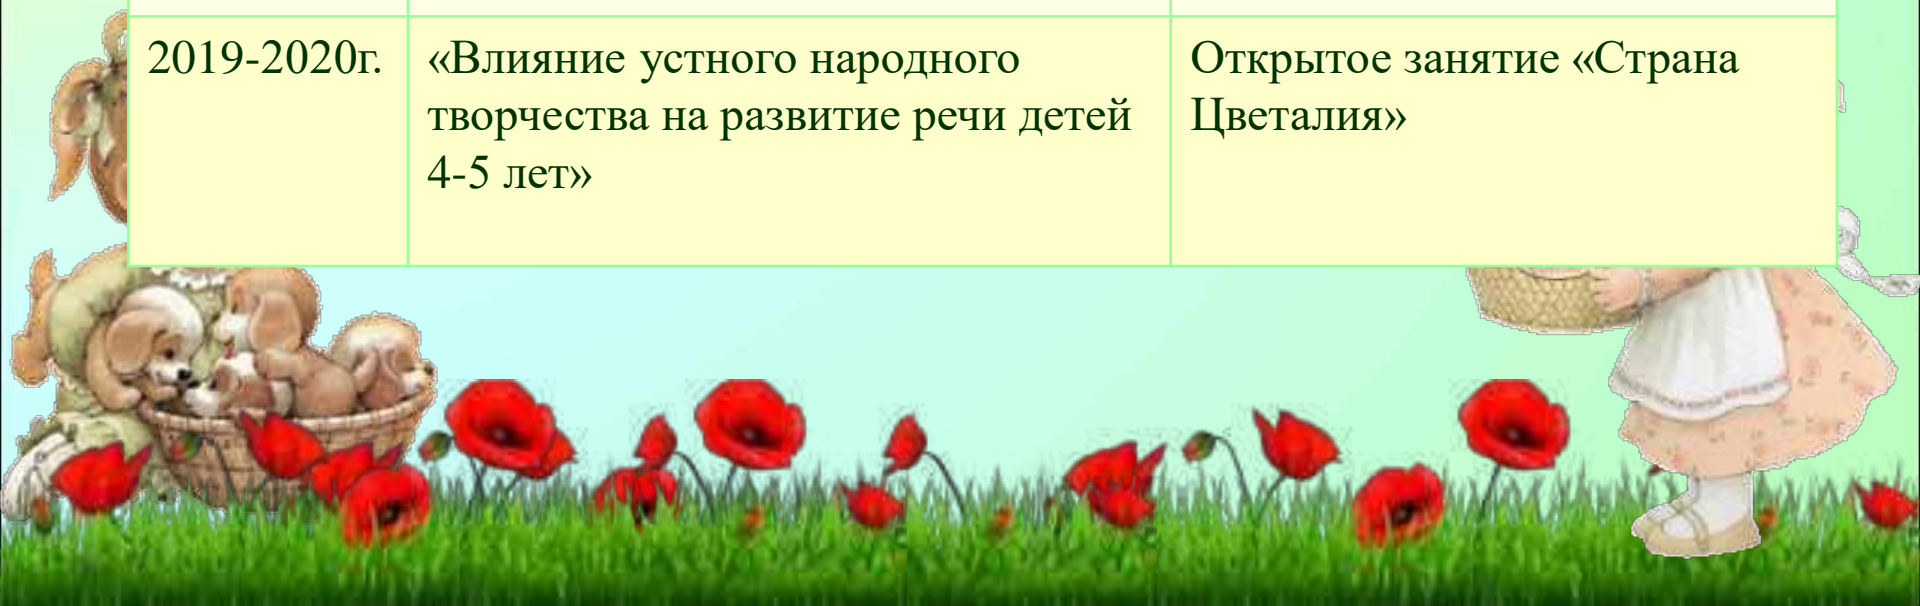 2019-2020г.
«Влияние устного народного
творчества на развитие речи детей
4-5 лет»
Открытое занятие «Страна
Цветалия»